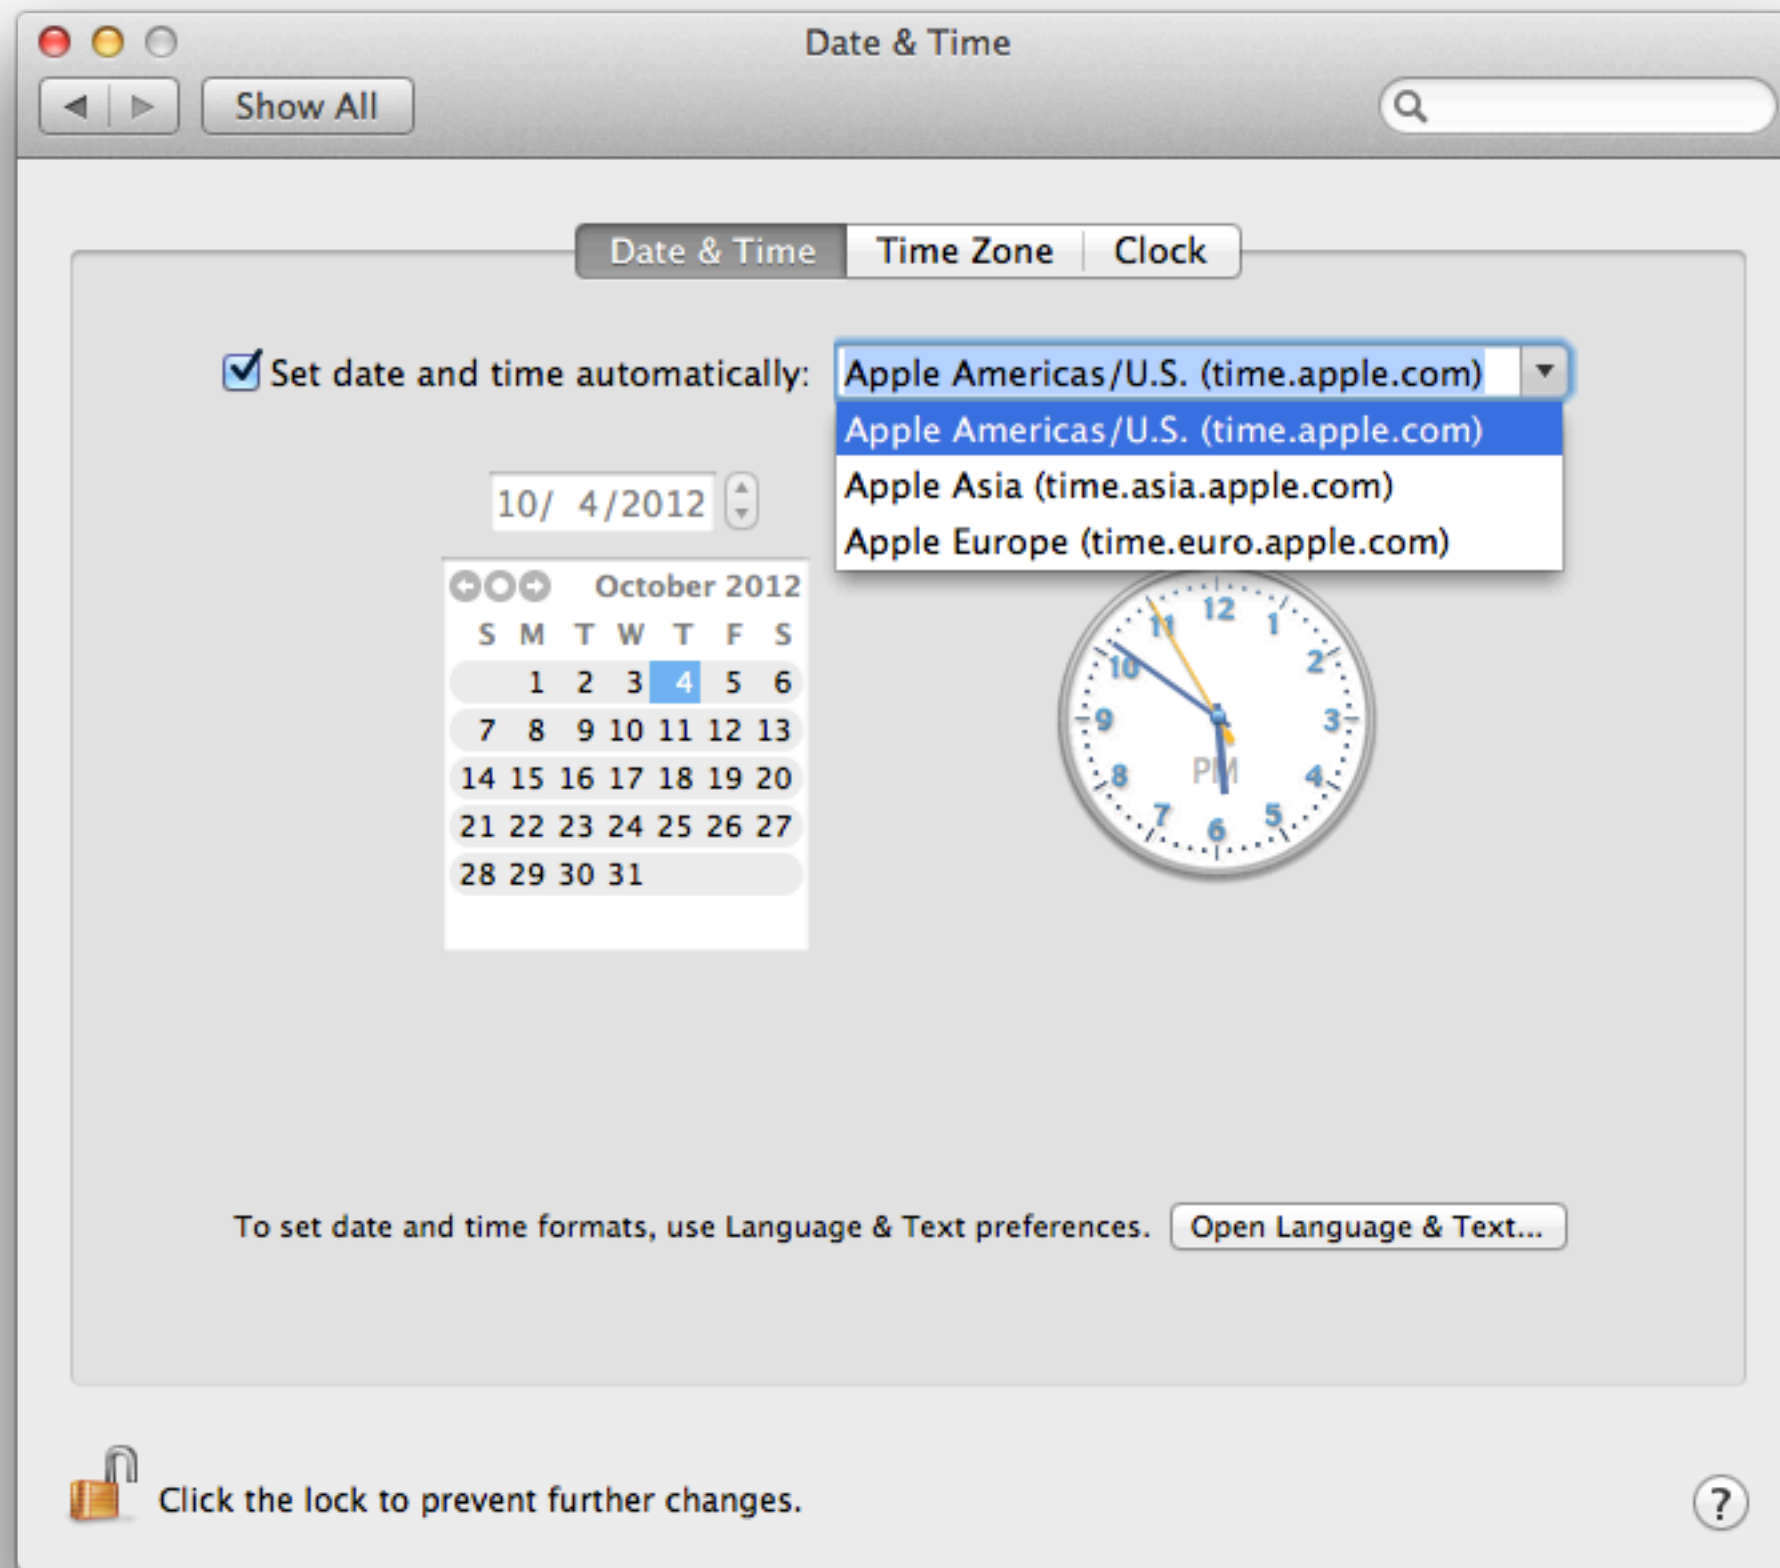 Date & Time
Show All
Date & Time Time Zone Clock
Set date and time automatically: Apple Americas/U.S. (time.apple.com)
Apple Americas/U.S. (time.apple.com)
Apple Asia (time.asia.apple.com)
Apple Europe (time.euro.apple.com)
10/ 4/2012
October 2012
S M T W T F S
1 2 3 4 5 6
7 8 9 10 11 12 13
14 15 16 17 18 19 20
21 22 23 24 25 26 27
28 29 30 31
12
11 1
10 2
9 3
PM
8 4
7 5
6
To set date and time formats, use Language & Text preferences. Open Language & Text...
Click the lock to prevent further changes. ?